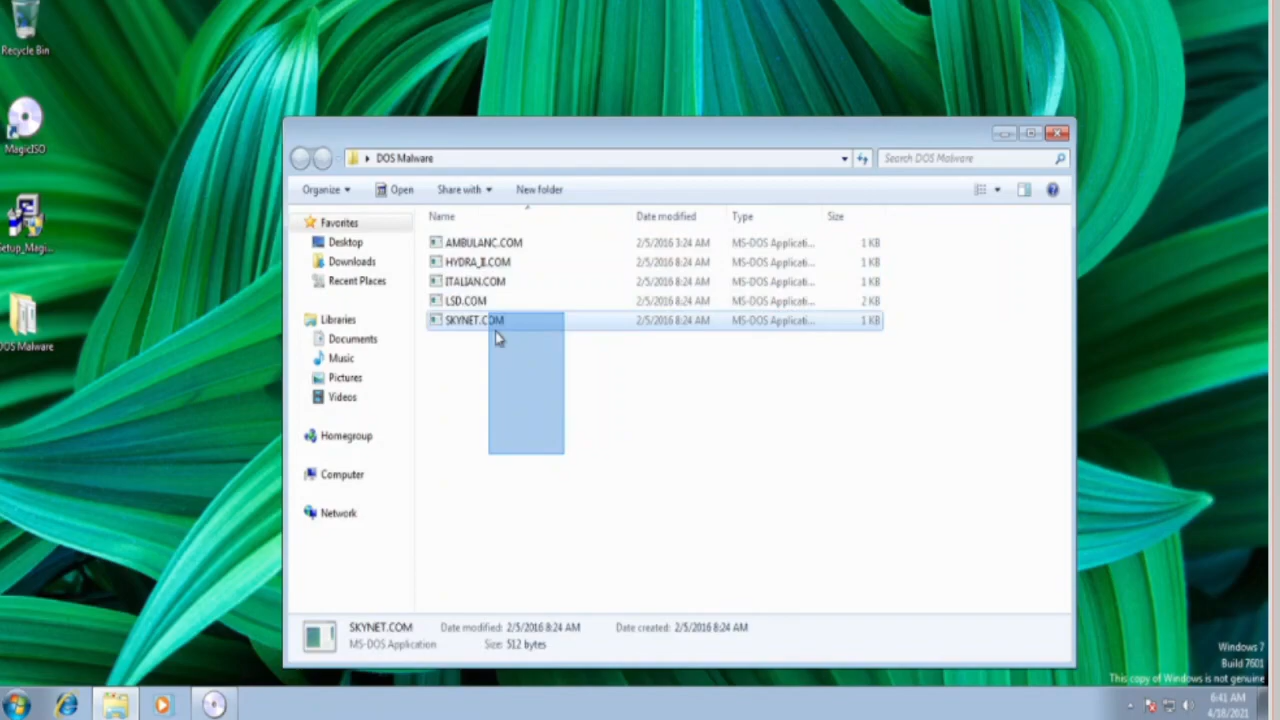 Recycle Bin
MagicISO
Setup_Magi...
DOS Malware
DOS Malware
Search DOS Malware
Organize
Open
Share with
New folder
Name Date modified Type Size
Favorites
Desktop
Downloads
Recent Places
Libraries
Documents
Music
Pictures
Videos
Homegroup
Computer
Network
AMBULANC.COM 2/5/2016 3:24 AM MS-DOS Applicati... 1 KB
HYDRA_II.COM 2/5/2016 8:24 AM MS-DOS Applicati... 1 KB
ITALIAN.COM 2/5/2016 8:24 AM MS-DOS Applicati... 1 KB
LSD.COM 2/5/2016 8:24 AM MS-DOS Applicati... 2 KB
SKYNET.COM 2/5/2016 8:24 AM MS-DOS Applicati... 1 KB
SKYNET.COM Date modified: 2/5/2016 8:24 AM Date created: 2/5/2016 8:24 AM
MS-DOS Application Size: 512 bytes
Windows 7
Build 7601
This copy of Windows is not genuine
6:41 AM
4/18/2021